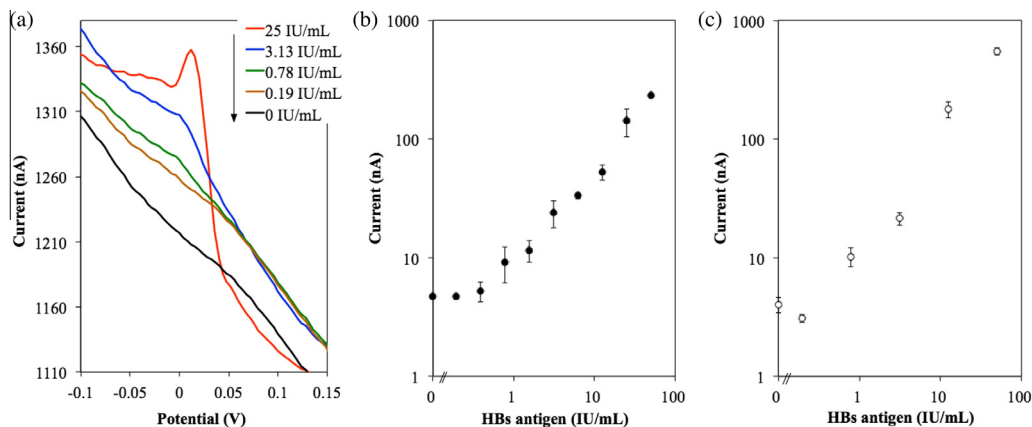 (a)
1360
1310
1260
1210
1160
1110
Current (nA)
-0.1
-0.05
0
0.05
0.1
0.15
Potential (V)
25 IU/mL
3.13 IU/mL
0.78 IU/mL
0.19 IU/mL
0 IU/mL
(b)
1000
100
10
1
Current (nA)
0
1
10
100
HBs antigen (IU/mL)
(c)
1000
100
10
1
Current (nA)
0
1
10
100
HBs antigen (IU/mL)